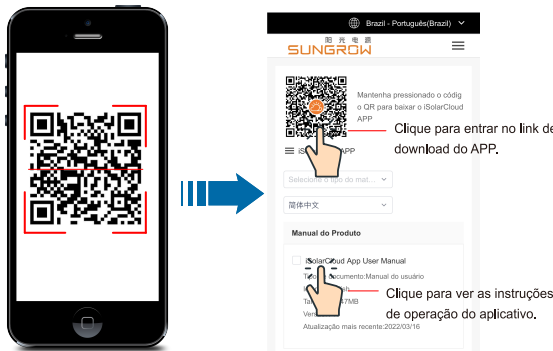 Brazil - Português(Brazil)
阳光电源
SUNGROW
Mantenha pressionado o códig
o QR para baixar o iSolarCloud
APP
Clique para entrar no link de
download do APP.
APP
Selecione o tipo do mat...
简体中文
Manual do Produto
iSolarCloud App User Manual
documento:Manual do usuário
47MB
Atualização mais recente:2022/03/16
Clique para ver as instruções
de operação do aplicativo.